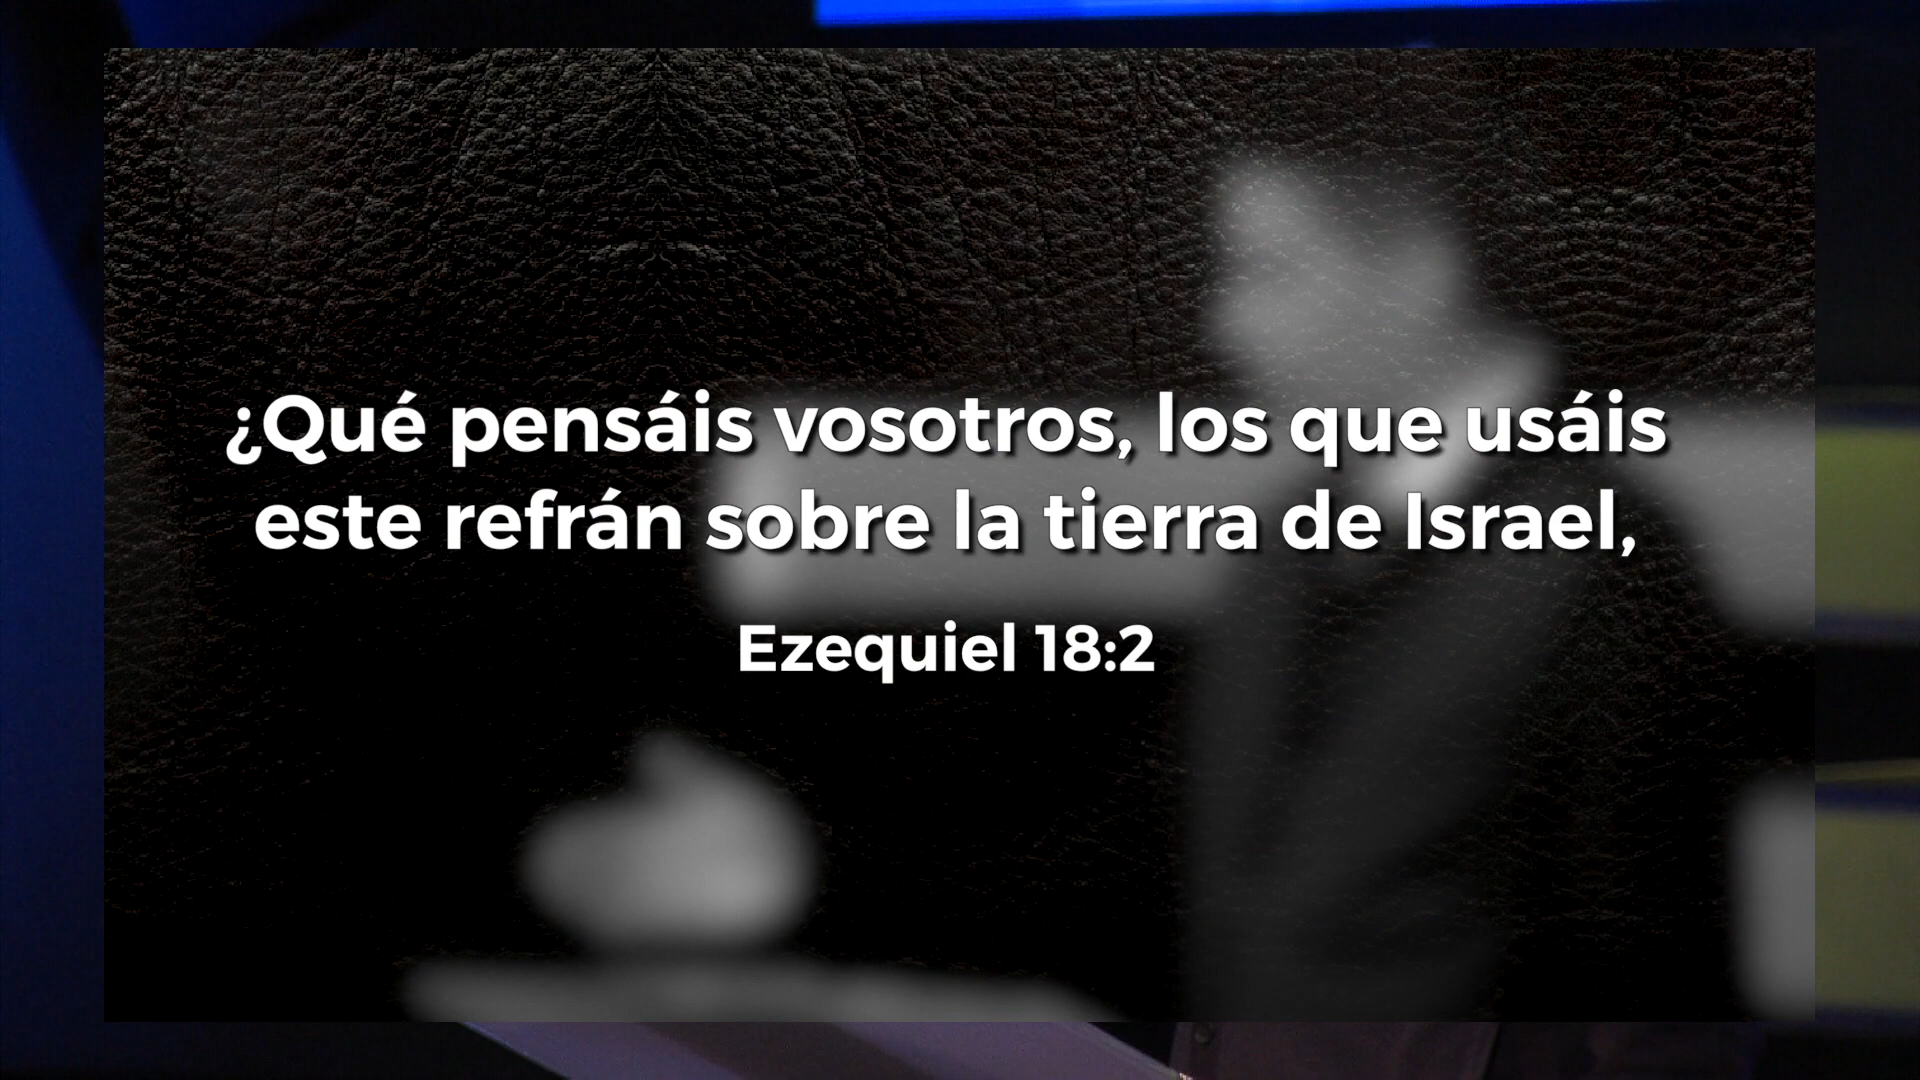 ¿Qué pensáis vosotros, los que usáis
este refrán sobre la tierra de Israel,
Ezequiel 18:2